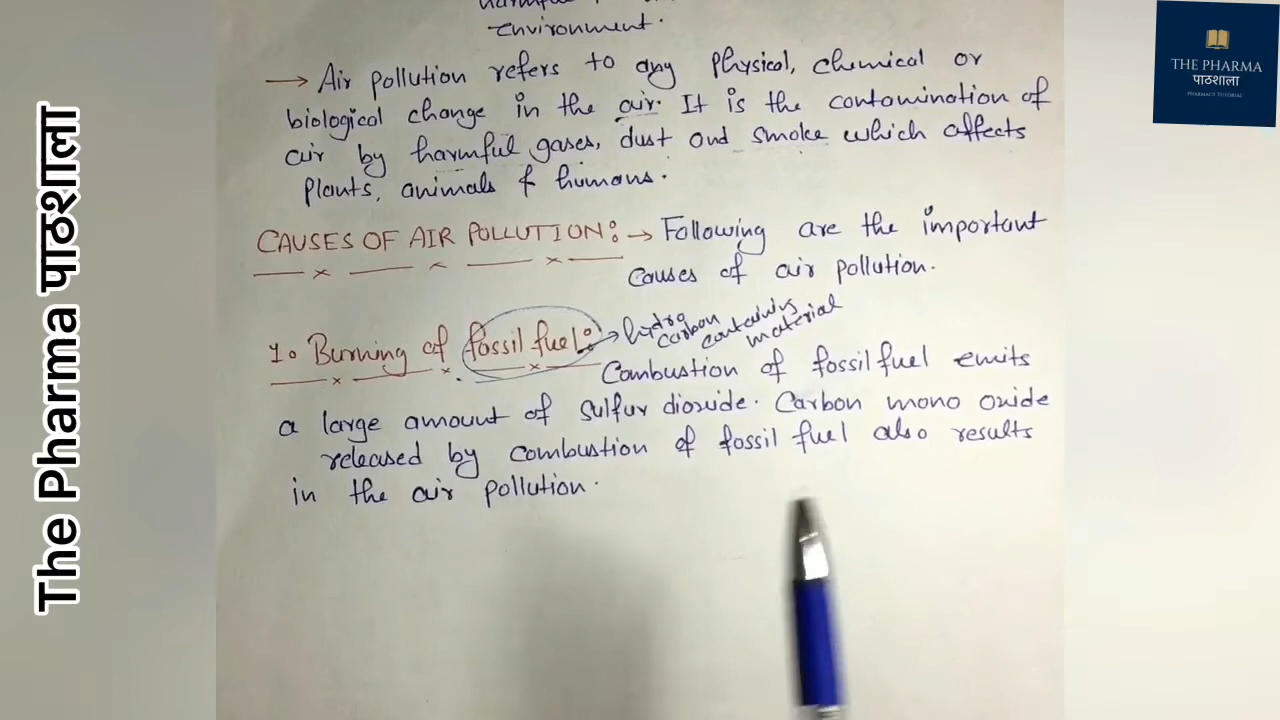 environment.
→ Air pollution refers to any physical, chemical or
biological change in the air. It is the contamination of
air by harmful gases, dust and smoke which affects
plants, animals & humans.
CAUSES OF AIR POLLUTION:→ Following are the important
causes of air pollution.
1. Burning of fossil fuel:→ hydro carbon containing material
Combustion of fossil fuel emits
a large amount of sulfur dioxide. Carbon mono oxide
released by combustion of fossil fuel also results
in the air pollution.
The Pharma पाठशाला
THE PHARMA
पाठशाला
PHARMACY TUTORIAL